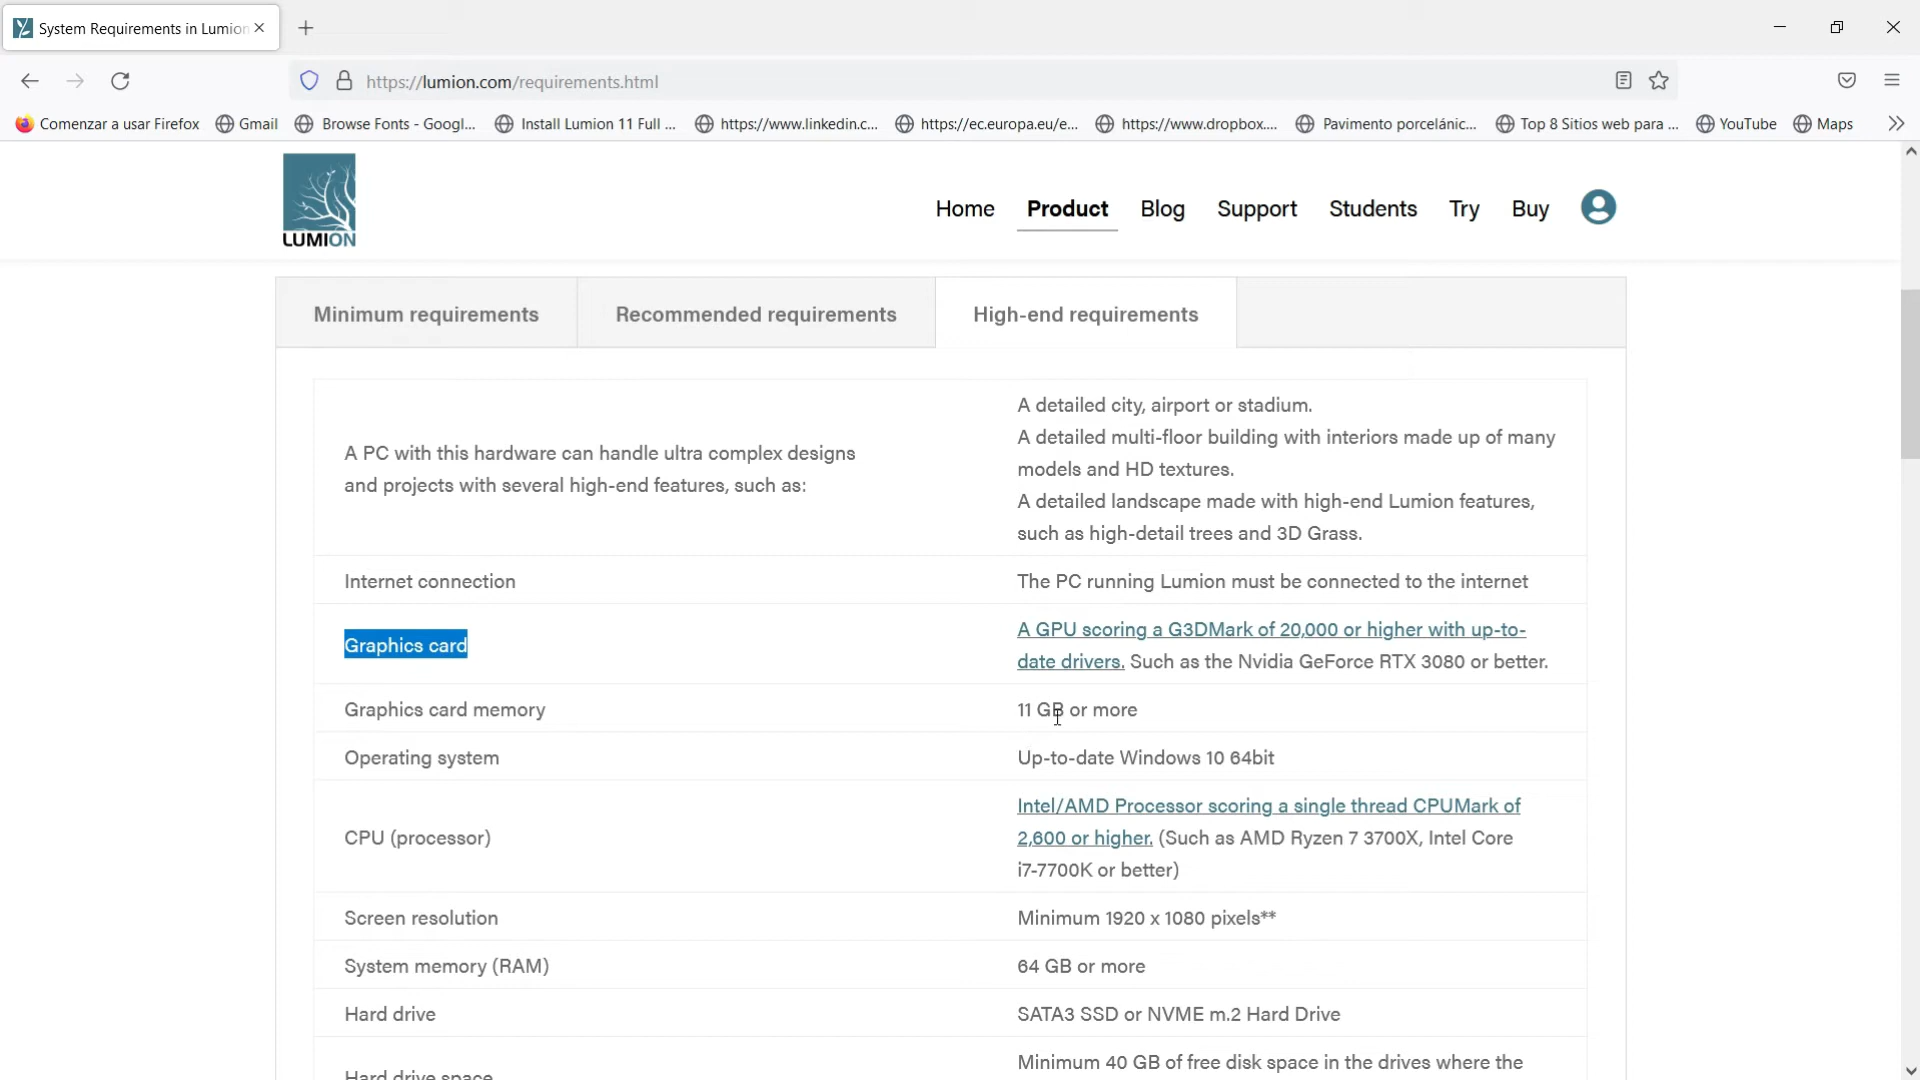 System Requirements in Lumion
https://lumion.com/requirements.html
Comenzar a usar Firefox
Gmail
Browse Fonts - Googl...
Install Lumion 11 Full ...
https://www.linkedin.c...
https://ec.europa.eu/e...
https://www.dropbox....
Pavimento porcelánic...
Top 8 Sitios web para ...
YouTube
Maps
LUMION
Home
Product
Blog
Support
Students
Try
Buy
Minimum requirements
Recommended requirements
High-end requirements
A PC with this hardware can handle ultra complex designs
and projects with several high-end features, such as:
A detailed city, airport or stadium.
A detailed multi-floor building with interiors made up of many
models and HD textures.
A detailed landscape made with high-end Lumion features,
such as high-detail trees and 3D Grass.
Internet connection
The PC running Lumion must be connected to the internet
Graphics card
A GPU scoring a G3DMark of 20,000 or higher with up-to-
date drivers. Such as the Nvidia GeForce RTX 3080 or better.
Graphics card memory
11 GB or more
Operating system
Up-to-date Windows 10 64bit
CPU (processor)
Intel/AMD Processor scoring a single thread CPUMark of
2,600 or higher. (Such as AMD Ryzen 7 3700X, Intel Core
i7-7700K or better)
Screen resolution
Minimum 1920 x 1080 pixels**
System memory (RAM)
64 GB or more
Hard drive
SATA3 SSD or NVME m.2 Hard Drive
Hard drive space
Minimum 40 GB of free disk space in the drives where the